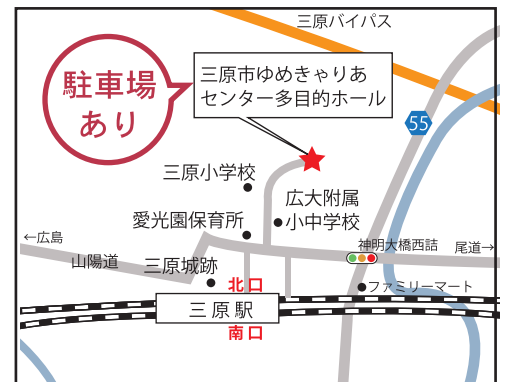 三原バイパス
駐車場
あり
三原市ゆめきゃりあ
センター多目的ホール
55
三原小学校
広大附属
小中学校
愛光園保育所
←広島
神明大橋西詰
尾道→
山陽道
三原城跡
北口
ファミリーマート
三原駅
南口